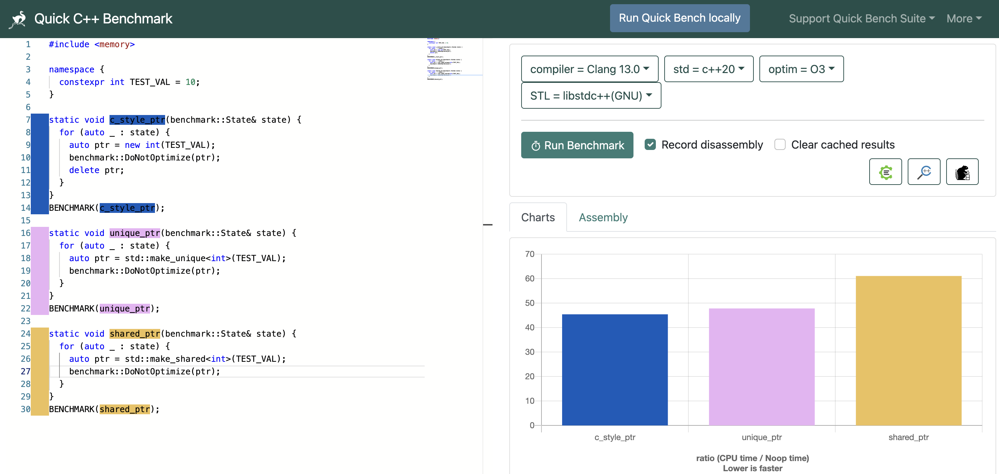 Quick C++ Benchmark
Run Quick Bench locally
Support Quick Bench Suite
More
1 #include <memory>
2
3 namespace {
4   constexpr int TEST_VAL = 10;
5 }
6
7 static void c_style_ptr(benchmark::State& state) {
8   for (auto _ : state) {
9     auto ptr = new int(TEST_VAL);
10     benchmark::DoNotOptimize(ptr);
11     delete ptr;
12   }
13 }
14 BENCHMARK(c_style_ptr);
15
16 static void unique_ptr(benchmark::State& state) {
17   for (auto _ : state) {
18     auto ptr = std::make_unique<int>(TEST_VAL);
19     benchmark::DoNotOptimize(ptr);
20   }
21 }
22 BENCHMARK(unique_ptr);
23
24 static void shared_ptr(benchmark::State& state) {
25   for (auto _ : state) {
26     auto ptr = std::make_shared<int>(TEST_VAL);
27     benchmark::DoNotOptimize(ptr);
28   }
29 }
30 BENCHMARK(shared_ptr);
compiler = Clang 13.0
std = c++20
optim = O3
STL = libstdc++(GNU)
Run Benchmark
Record disassembly
Clear cached results
Charts
Assembly
70
60
50
40
30
20
10
0
c_style_ptr
unique_ptr
shared_ptr
ratio (CPU time / Noop time)
Lower is faster